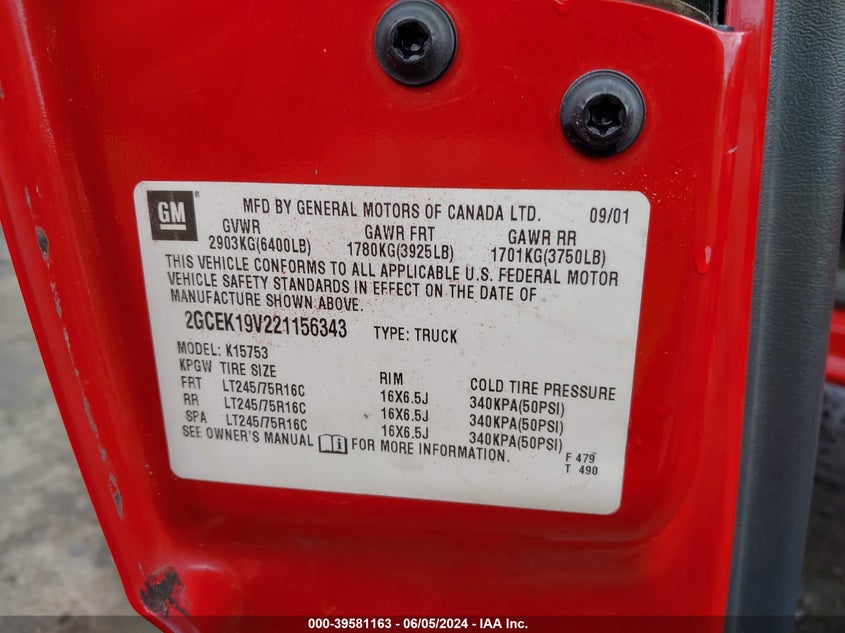 GM ®
MFD BY GENERAL MOTORS OF CANADA LTD. 09/01
GVWR GAWR FRT GAWR RR
2903KG(6400LB) 1780KG(3925LB) 1701KG(3750LB)
THIS VEHICLE CONFORMS TO ALL APPLICABLE U.S. FEDERAL MOTOR
VEHICLE SAFETY STANDARDS IN EFFECT ON THE DATE OF
MANUFACTURE SHOWN ABOVE.
2GCEK19V221156343 TYPE: TRUCK
MODEL: K15753
KPGW TIRE SIZE RIM COLD TIRE PRESSURE
FRT LT245/75R16C 16X6.5J 340KPA(50PSI)
RR LT245/75R16C 16X6.5J 340KPA(50PSI)
SPA LT245/75R16C 16X6.5J 340KPA(50PSI)
SEE OWNER'S MANUAL FOR MORE INFORMATION.
F 479
T 490
000-39581163 - 06/05/2024 - IAA Inc.